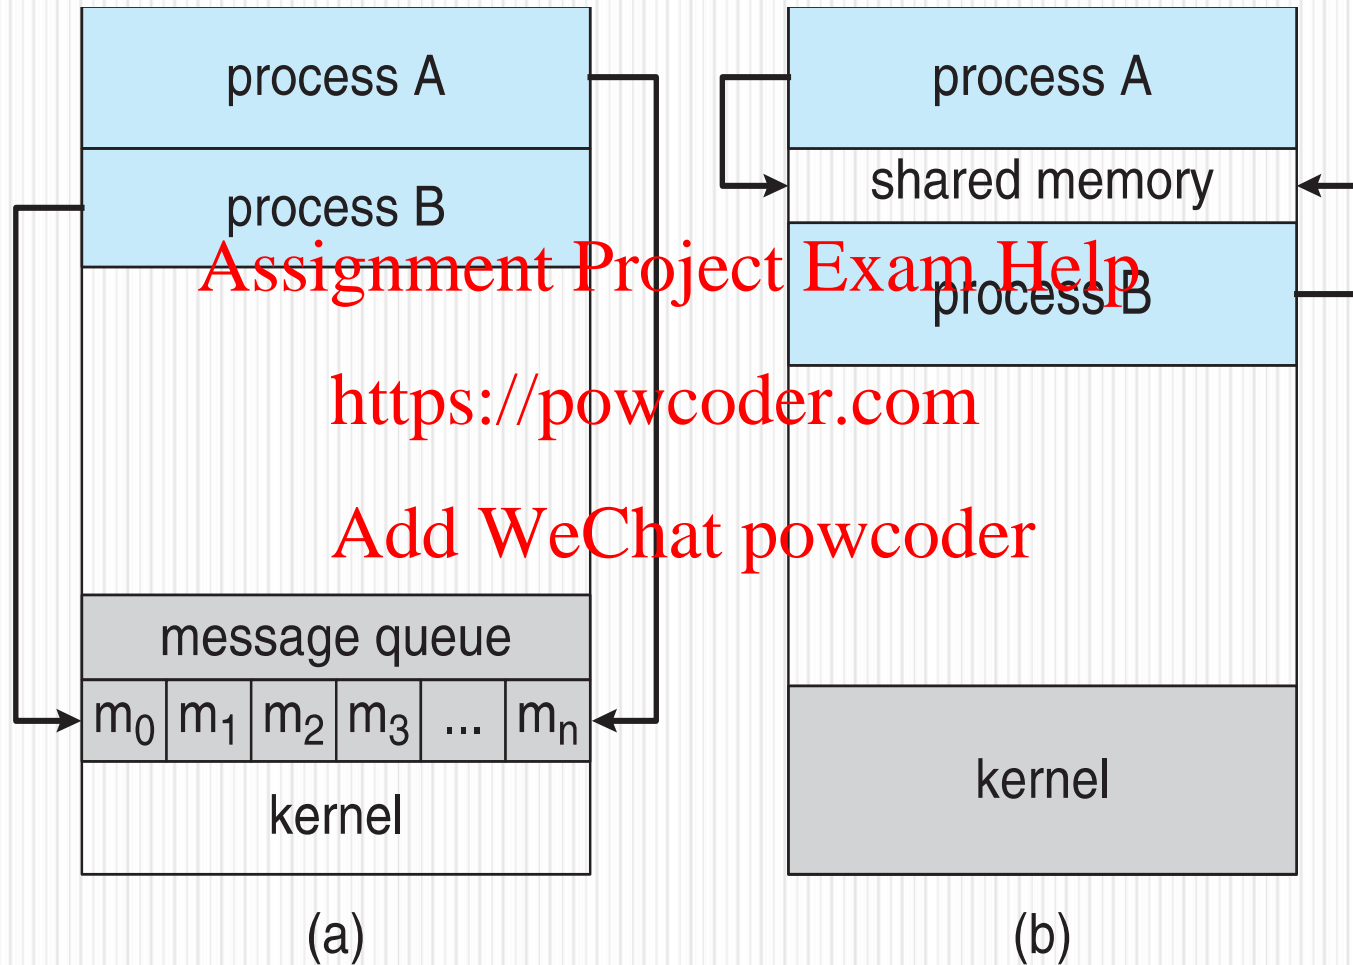 process A
process B
message queue
m0 m1 m2 m3 ... mn
kernel
(a)
process A
shared memory
process B
kernel
(b)
Assignment Project Exam Help
https://powcoder.com
Add WeChat powcoder